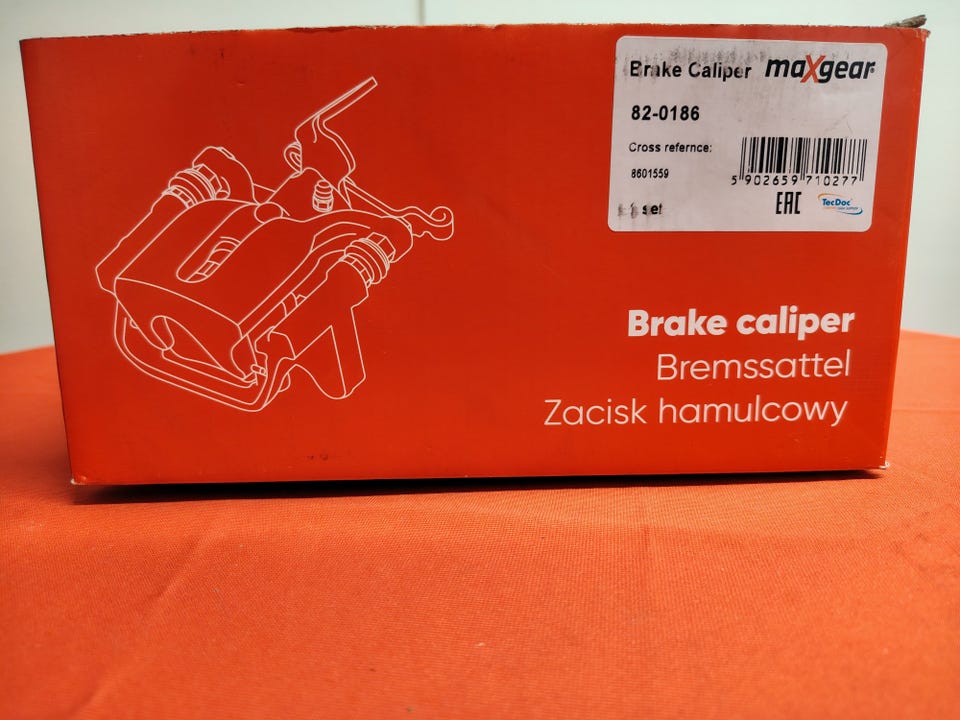 Brake Caliper maXgear
82-0186
Cross refernce:
8601559
5 902659 710277
set
EAC
TecDoc
Brake caliper
Bremssattel
Zacisk hamulcowy